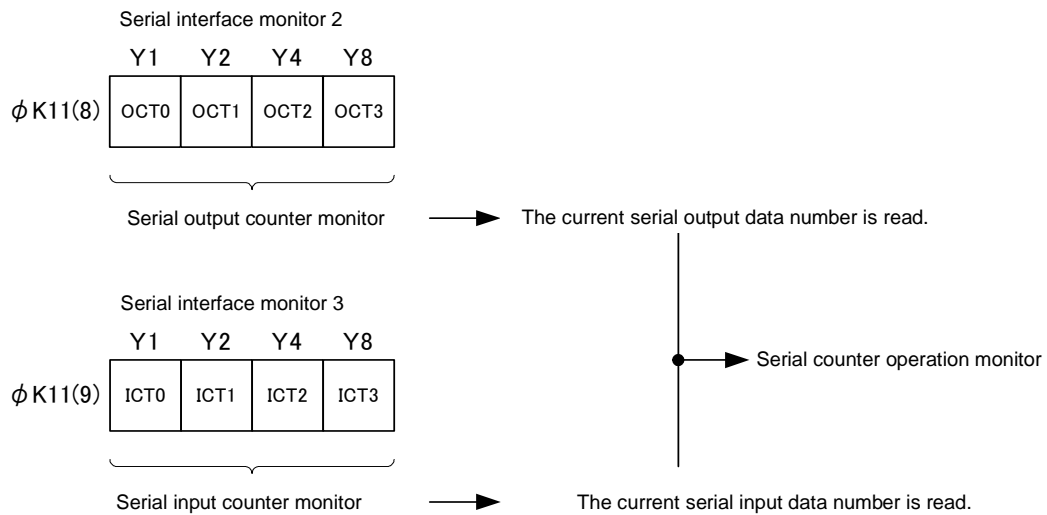 Serial interface monitor 2
Y1 Y2 Y4 Y8
φK11(8) OCT0 OCT1 OCT2 OCT3
Serial output counter monitor The current serial output data number is read.
Serial interface monitor 3
Y1 Y2 Y4 Y8
Serial counter operation monitor
φK11(9) ICT0 ICT1 ICT2 ICT3
Serial input counter monitor The current serial input data number is read.